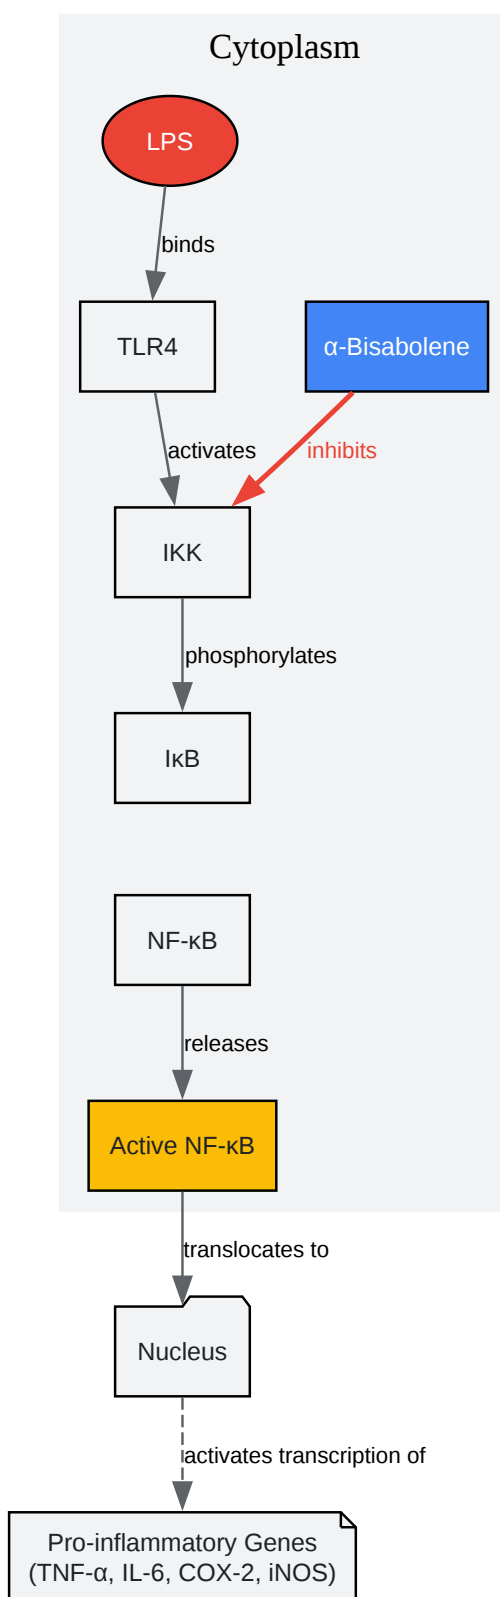 Cytoplasm
LPS
binds
TLR4
α-Bisabolene
activates
inhibits
IKK
phosphorylates
IκB
NF-κB
releases
Active NF-κB
translocates to
Nucleus
activates transcription of
Pro-inflammatory Genes
(TNF-α, IL-6, COX-2, iNOS)